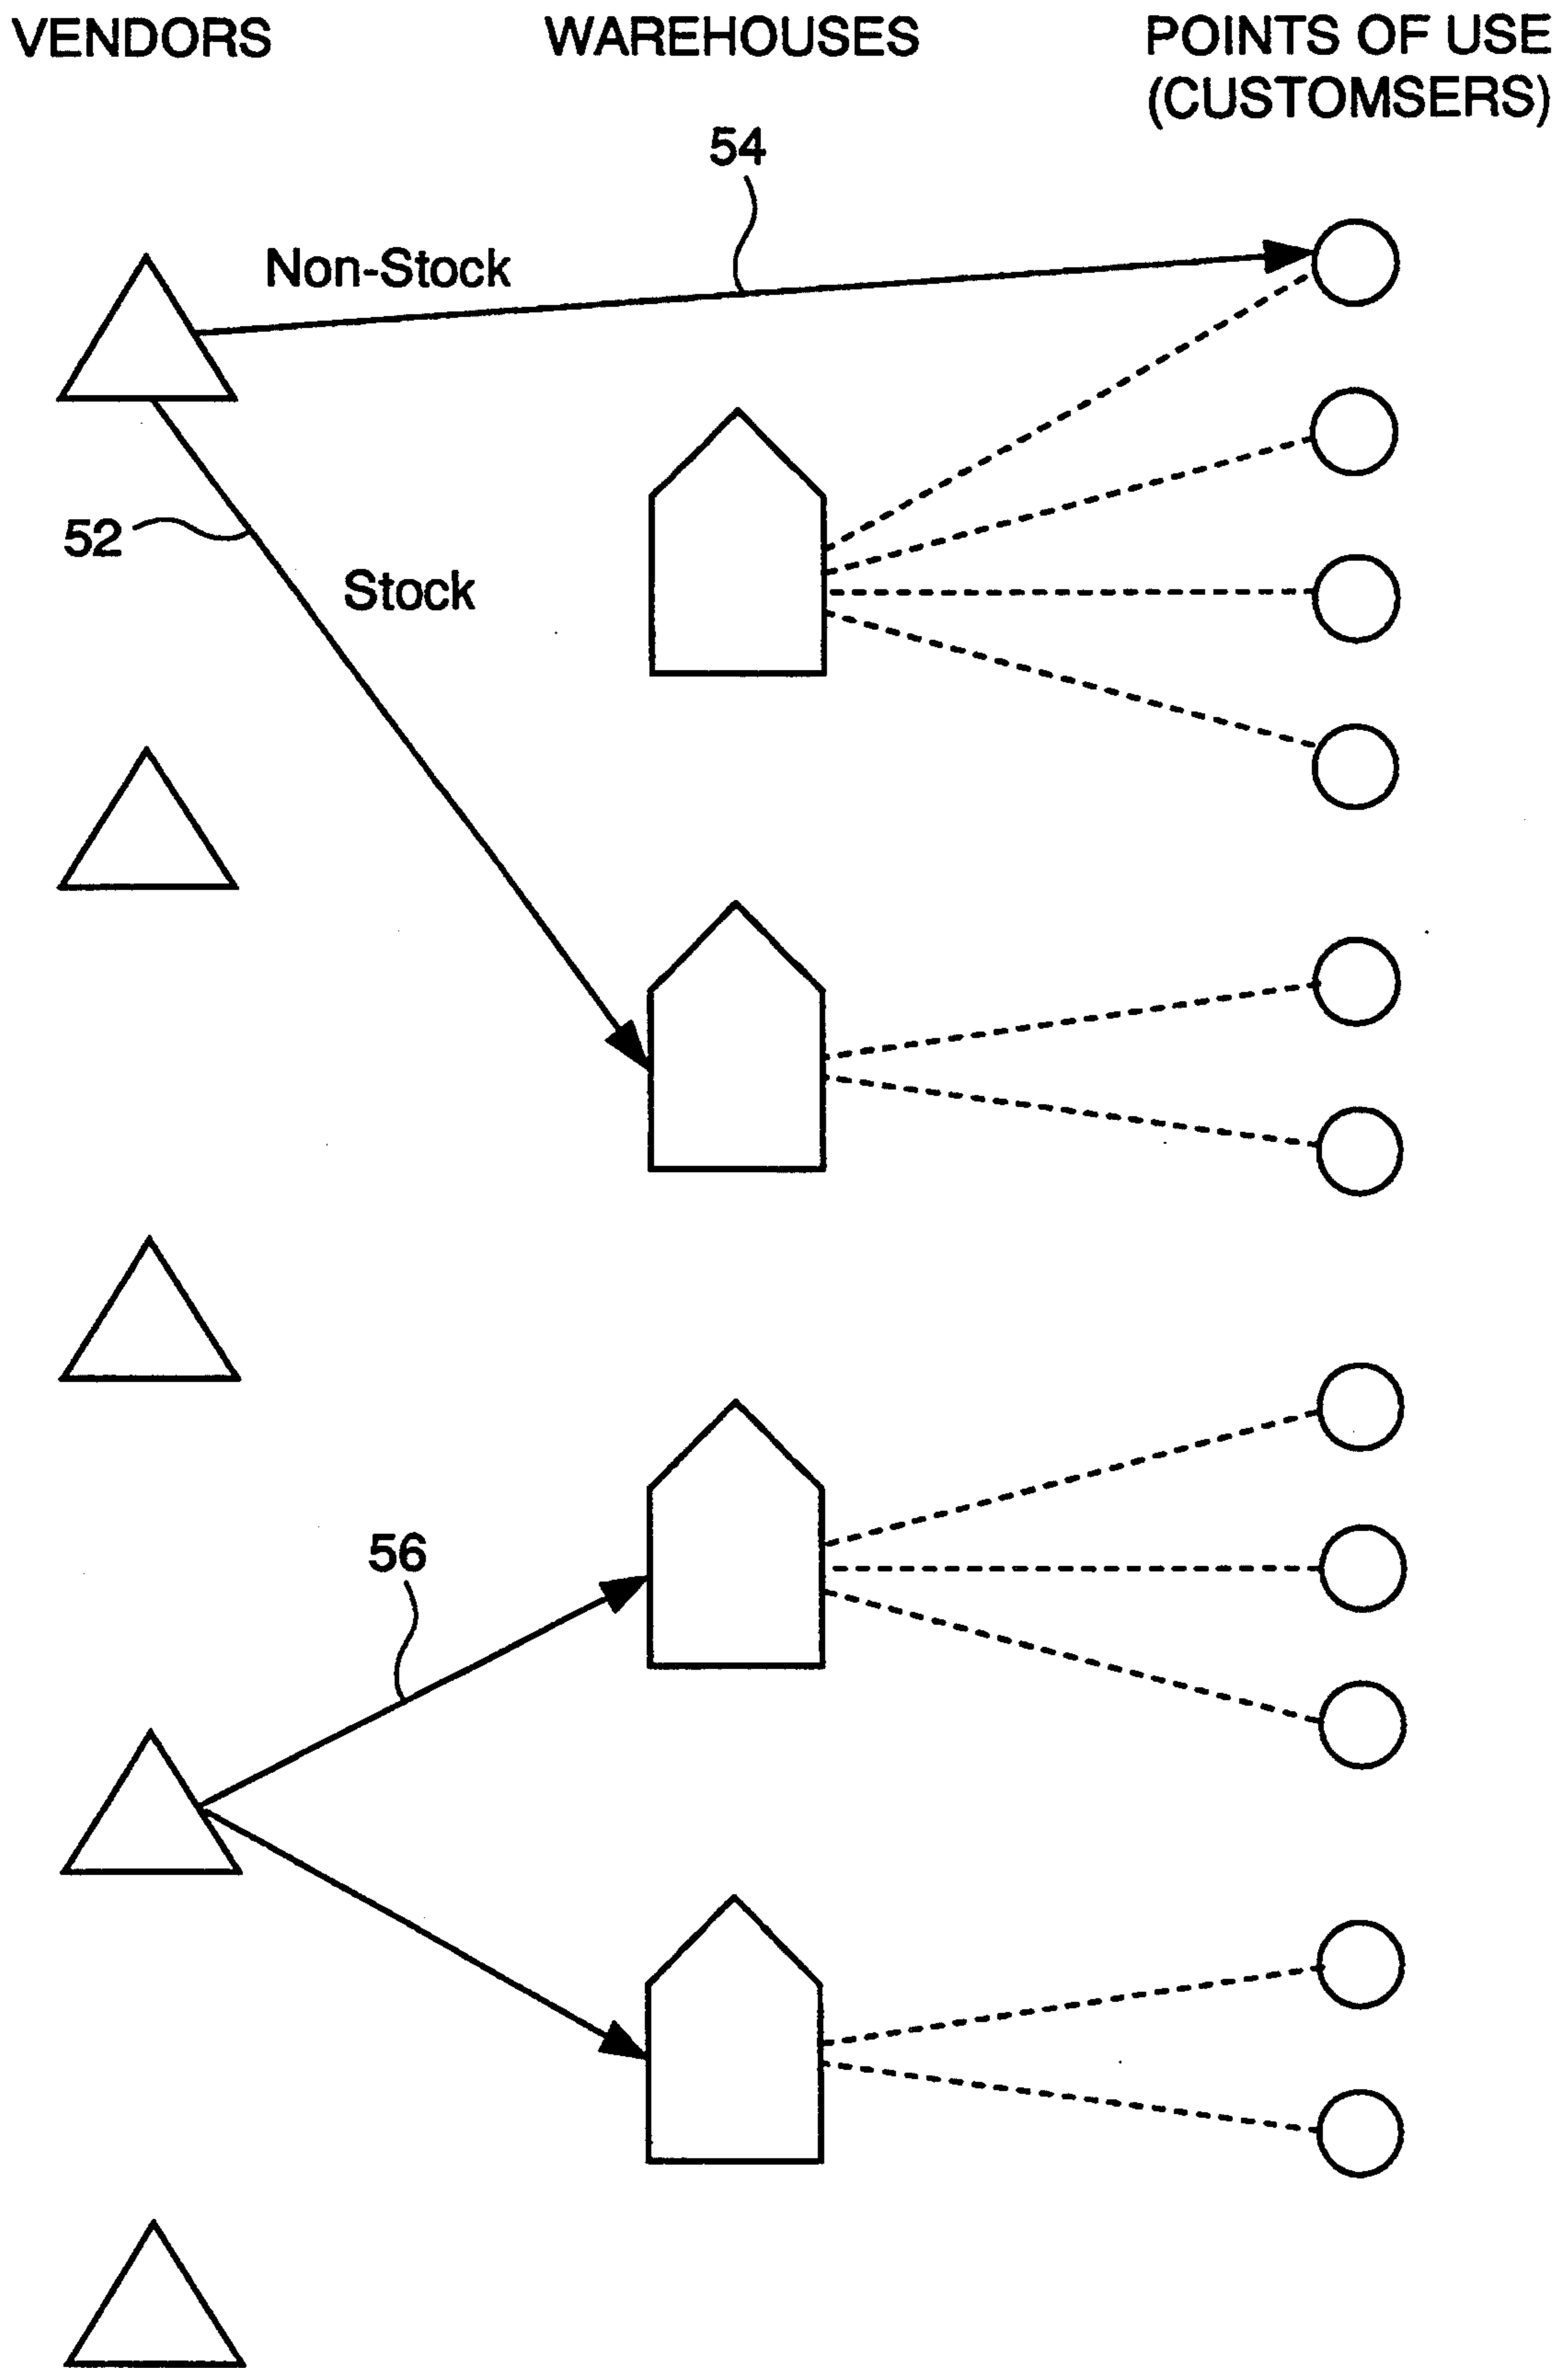 VENDORS
WAREHOUSES
POINTS OF USE
(CUSTOMSERS)
54
Non-Stock
52
Stock
56